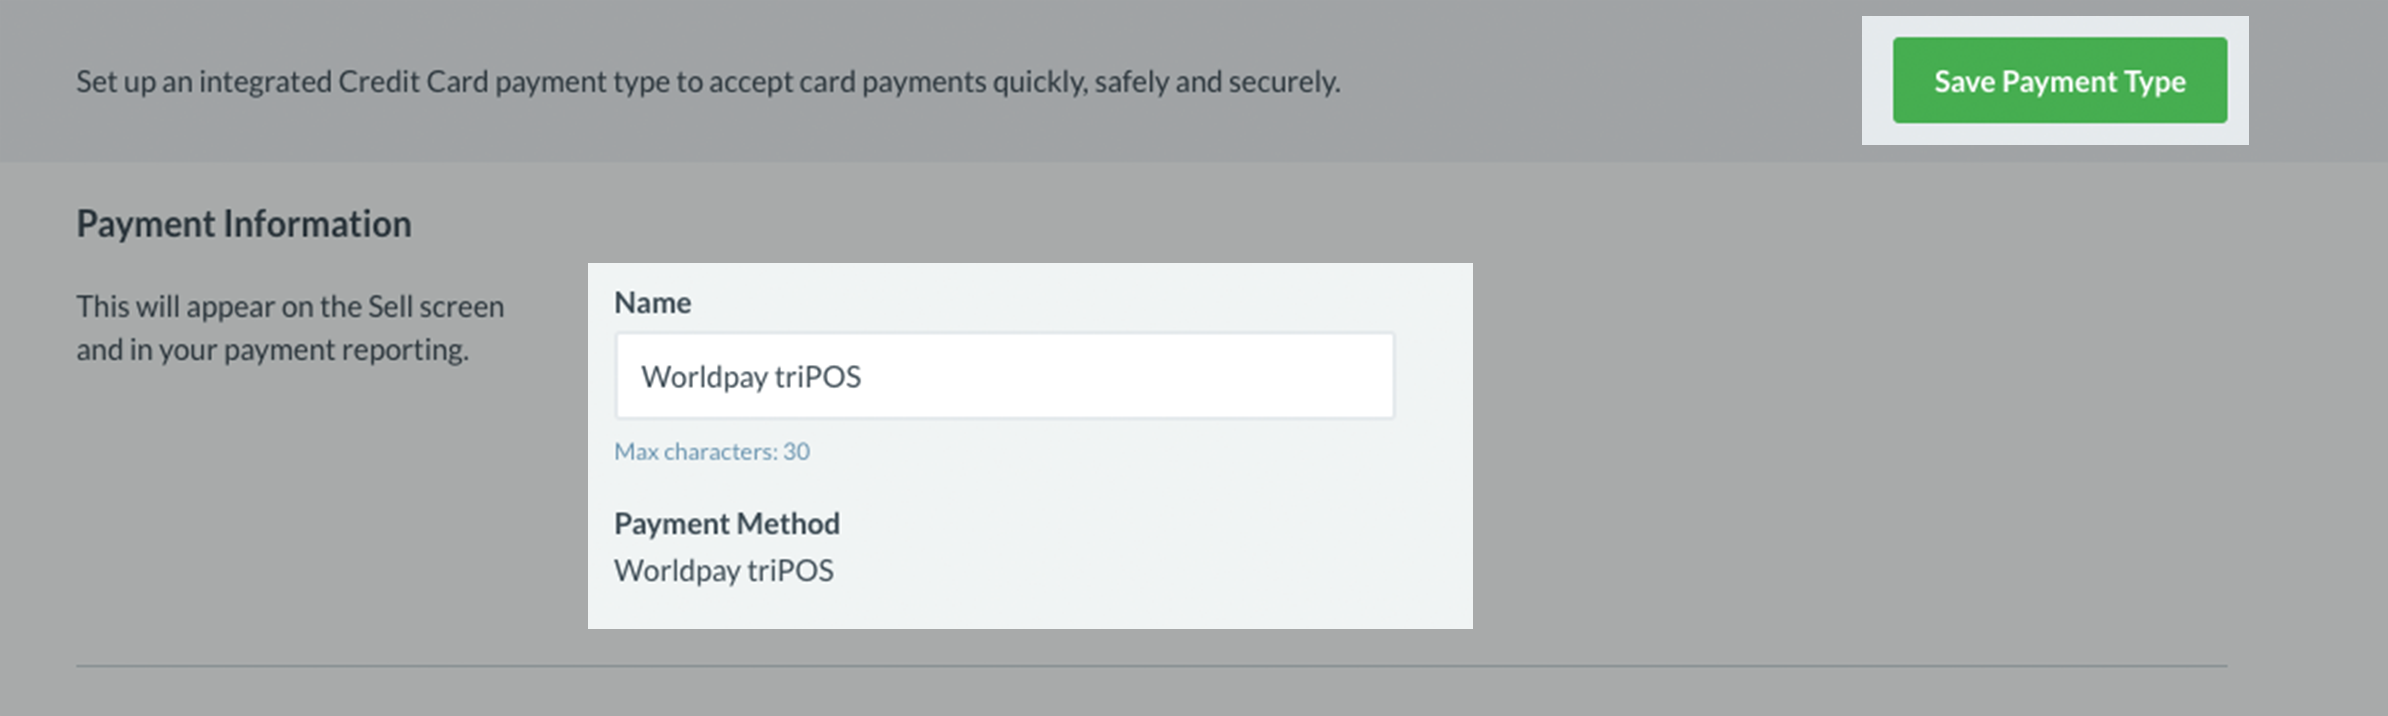 Set up an integrated Credit Card payment type to accept card payments quickly, safely and securely.
Save Payment Type
Payment Information
This will appear on the Sell screen
and in your payment reporting.
Name
Worldpay triPOS
Max characters: 30
Payment Method
Worldpay triPOS